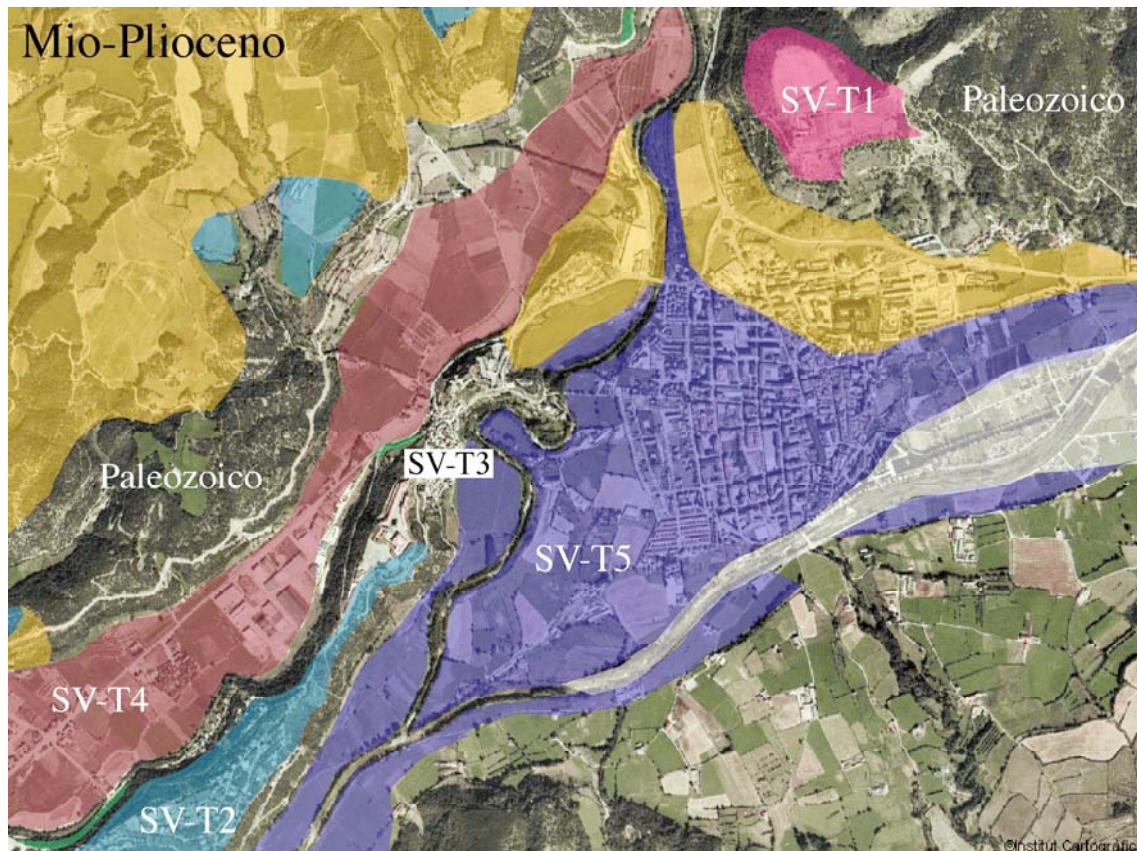 Mio-Plioceno
SV-T1
Paleozoico
Paleozoico
SV-T3
SV-T5
SV-T4
SV-T2
©Institut Cartogràfic